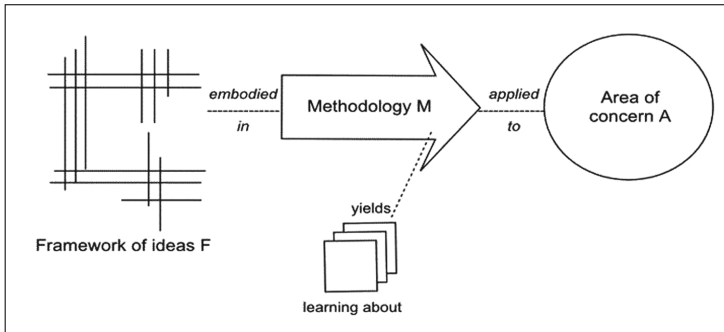 Framework of ideas F
embodied
in
Methodology M
applied
to
Area of
concern A
yields
learning about